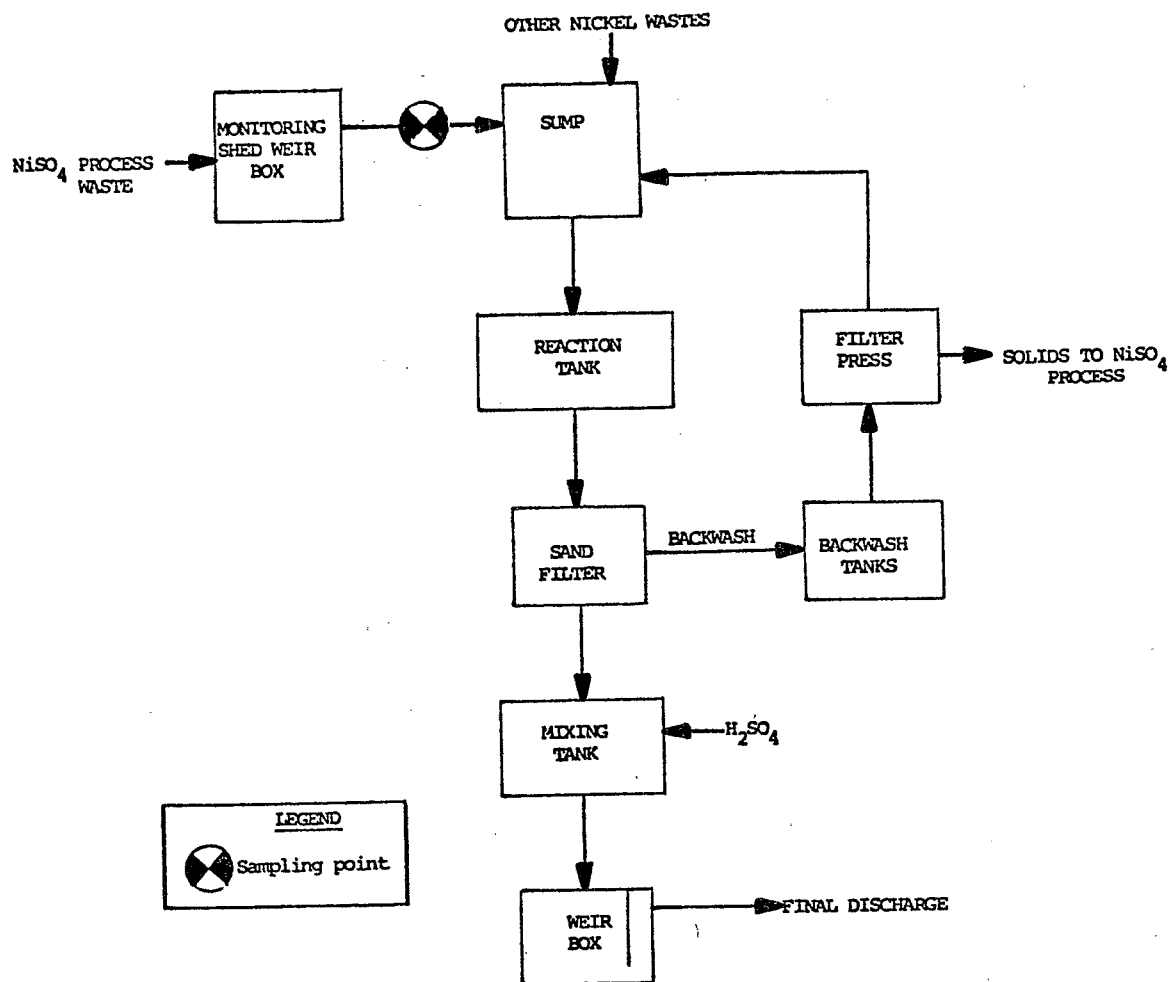 OTHER NICKEL WASTES
MONITORING
SHED WEIR
BOX
SUMP
NiSO4 PROCESS
WASTE
REACTION
TANK
FILTER
PRESS
SOLIDS TO NiSO4
PROCESS
SAND
FILTER
BACKWASH
BACKWASH
TANKS
MIXING
TANK
H2SO4
LEGEND
Sampling point
WEIR
BOX
FINAL DISCHARGE